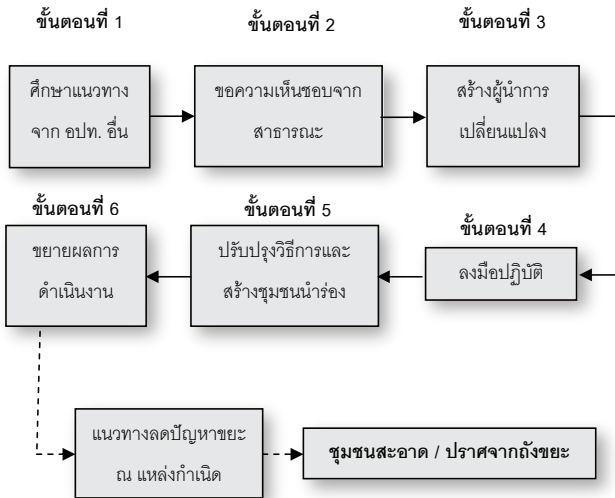 ขั้นตอนที่ 1
ขั้นตอนที่ 2
ขั้นตอนที่ 3
ศึกษาแนวทาง
จาก อปท. อื่น
ขอความเห็นชอบจาก
สาธารณะ
สร้างผู้นำการ
เปลี่ยนแปลง
ขั้นตอนที่ 6
ขั้นตอนที่ 5
ขั้นตอนที่ 4
ขยายผลการ
ดำเนินงาน
ปรับปรุงวิธีการและ
สร้างชุมชนนำร่อง
ลงมือปฏิบัติ
แนวทางลดปัญหาขยะ
ณ แหล่งกำเนิด
ชุมชนสะอาด / ปราศจากถังขยะ